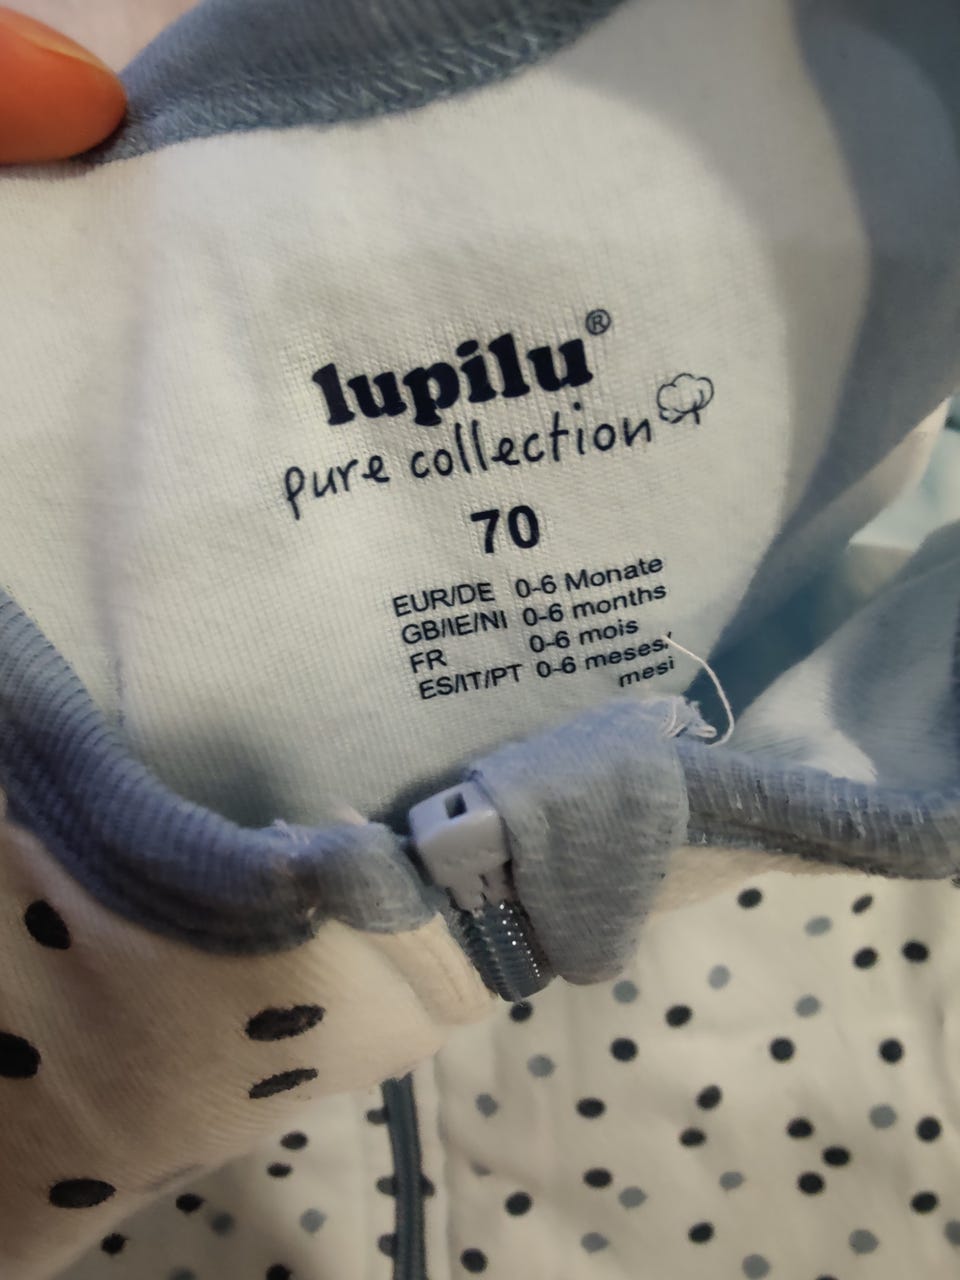 lupilu®
pure collection
70
EUR/DE 0-6 Monate
GB/IE/NI 0-6 months
FR 0-6 mois
ES/IT/PT 0-6 meses/
mesi